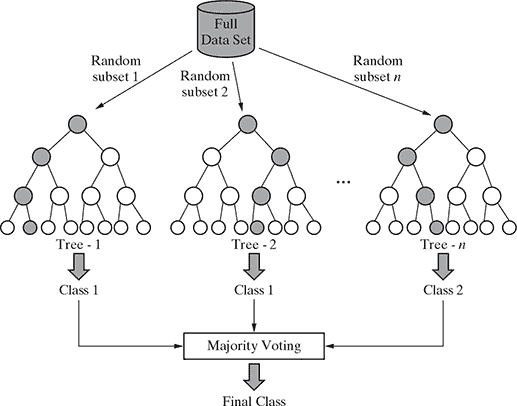 Full
Data Set
Random
subset 1
Random
subset 2
Random
subset n
...
Tree - 1
Tree - 2
Tree - n
Class 1
Class 1
Class 2
Majority Voting
Final Class